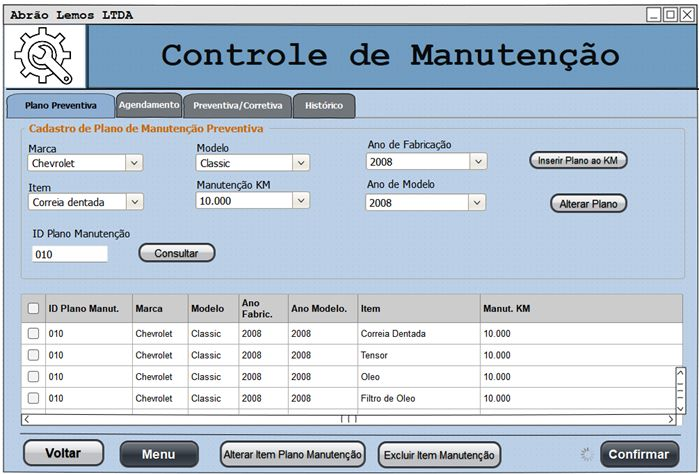 Abrão Lemos LTDA
Controle de Manutenção
Plano Preventiva Agendamento Preventiva/Corretiva Histórico
Cadastro de Plano de Manutenção Preventiva
Marca Modelo Ano de Fabricação
Chevrolet Classic 2008 Inserir Plano ao KM
Item Manutenção KM Ano de Modelo
Correia dentada 10.000 2008 Alterar Plano
ID Plano Manutenção
010 Consultar
ID Plano Manut. Marca Modelo Ano Fabric. Ano Modelo. Item Manut. KM
010 Chevrolet Classic 2008 2008 Correia Dentada 10.000
010 Chevrolet Classic 2008 2008 Tensor 10.000
010 Chevrolet Classic 2008 2008 Oleo 10.000
010 Chevrolet Classic 2008 2008 Filtro de Oleo 10.000
Voltar Menu Alterar Item Plano Manutenção Excluir Item Manutenção Confirmar